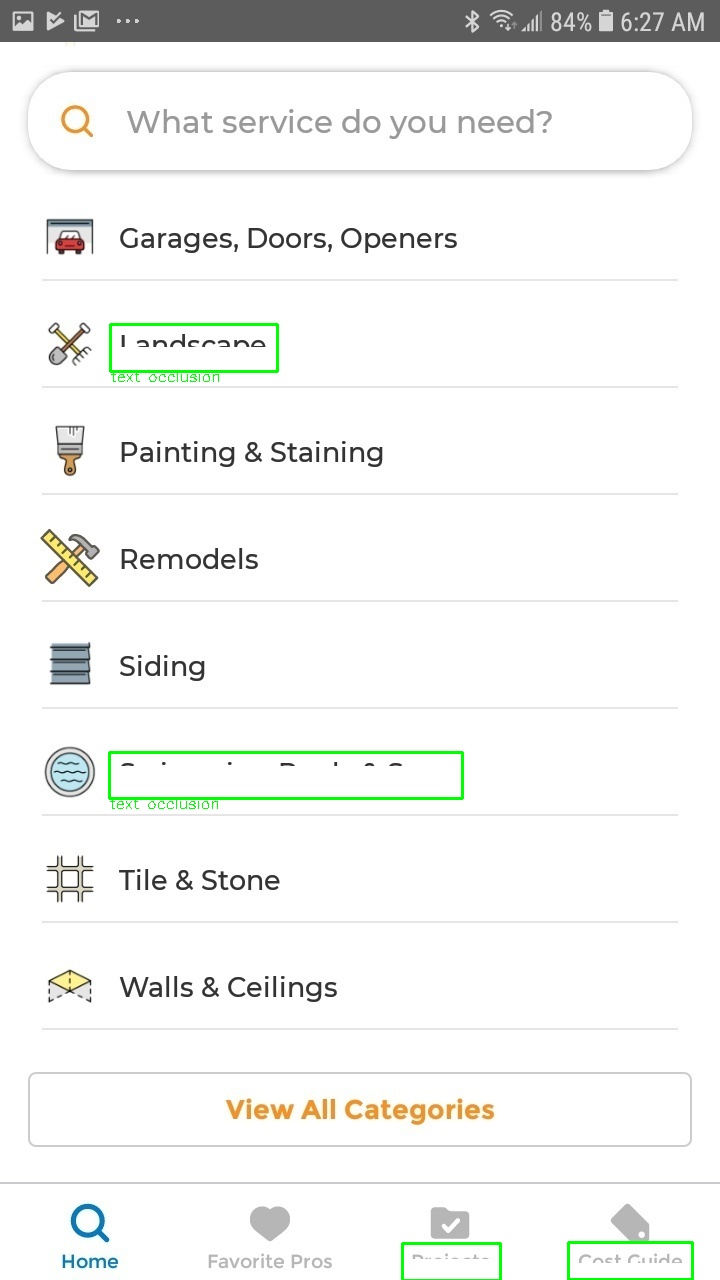 84% 6:27 AM
What service do you need?
Garages, Doors, Openers
Landscape
text occlusion
Painting & Staining
Remodels
Siding
text occlusion
Tile & Stone
Walls & Ceilings
View All Categories
Home
Favorite Pros
Projects
Cost Guide